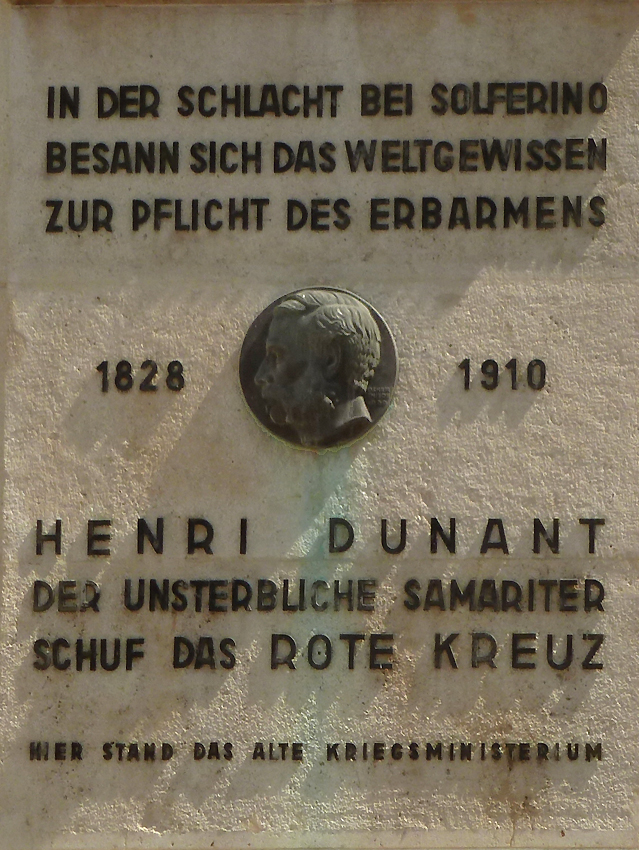 IN DER SCHLACHT BEI SOLFERINO
BESANN SICH DAS WELTGEWISSEN
ZUR PFLICHT DES ERBARMENS
1828 1910
HENRI DUNANT
DER UNSTERBLICHE SAMARITER
SCHUF DAS ROTE KREUZ
HIER STAND DAS ALTE KRIEGSMINISTERIUM